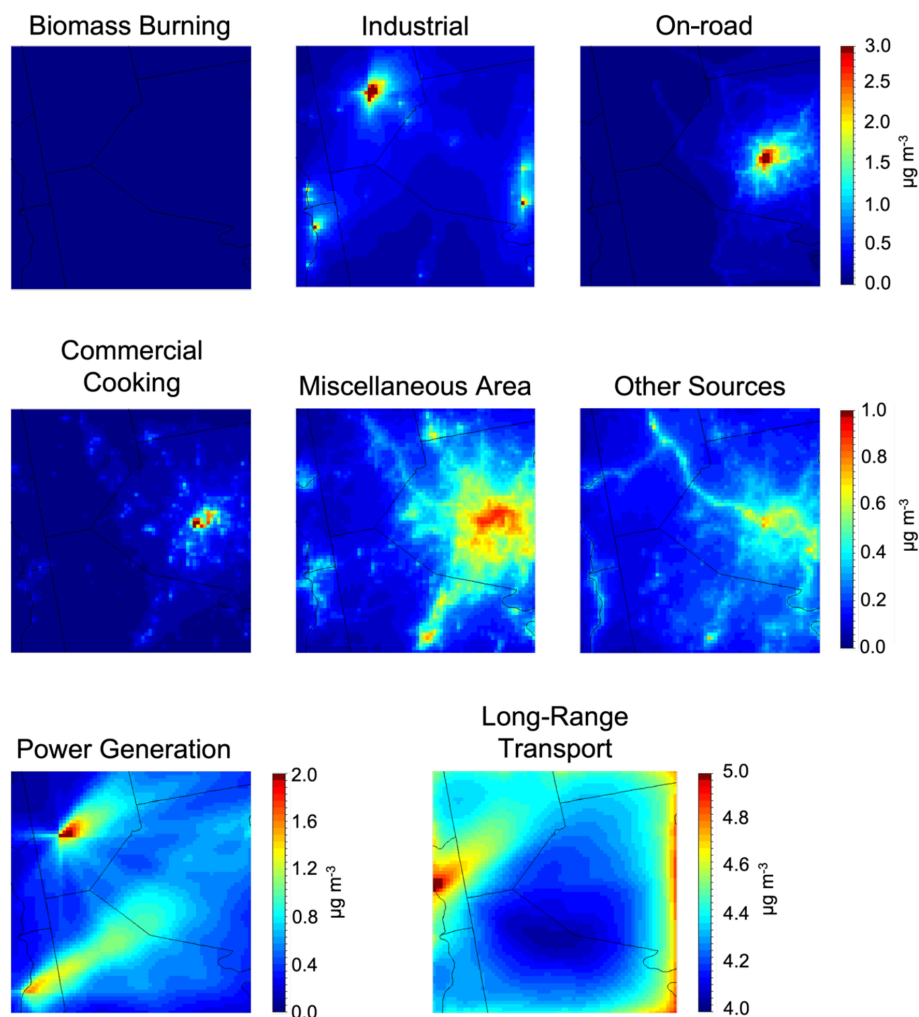 Biomass Burning
Industrial
On-road
3.0
2.5
2.0
1.5
1.0
0.5
0.0
µg m⁻³
Commercial
Cooking
Miscellaneous Area
Other Sources
1.0
0.8
0.6
0.4
0.2
0.0
µg m⁻³
Power Generation
2.0
1.6
1.2
0.8
0.4
0.0
µg m⁻³
Long-Range
Transport
5.0
4.8
4.6
4.4
4.2
4.0
µg m⁻³